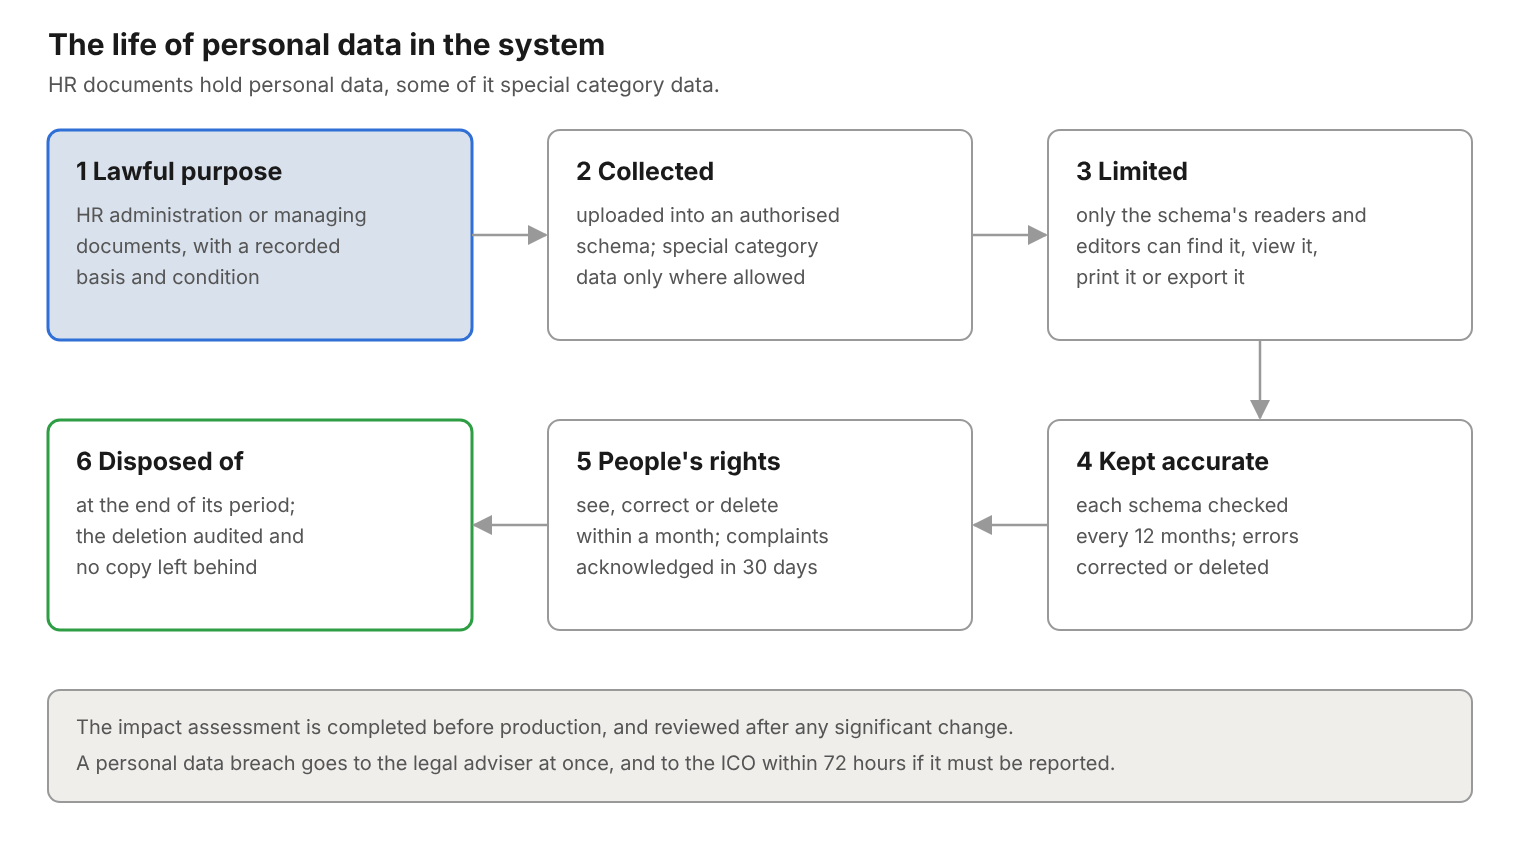 The life of personal data in the system
HR documents hold personal data, some of it special category data.
1 Lawful purpose
HR administration or managing
documents, with a recorded
basis and condition
2 Collected
uploaded into an authorised
schema; special category
data only where allowed
3 Limited
only the schema's readers and
editors can find it, view it,
print it or export it
4 Kept accurate
each schema checked
every 12 months; errors
corrected or deleted
5 People's rights
see, correct or delete
within a month; complaints
acknowledged in 30 days
6 Disposed of
at the end of its period;
the deletion audited and
no copy left behind
The impact assessment is completed before production, and reviewed after any significant change.
A personal data breach goes to the legal adviser at once, and to the ICO within 72 hours if it must be reported.